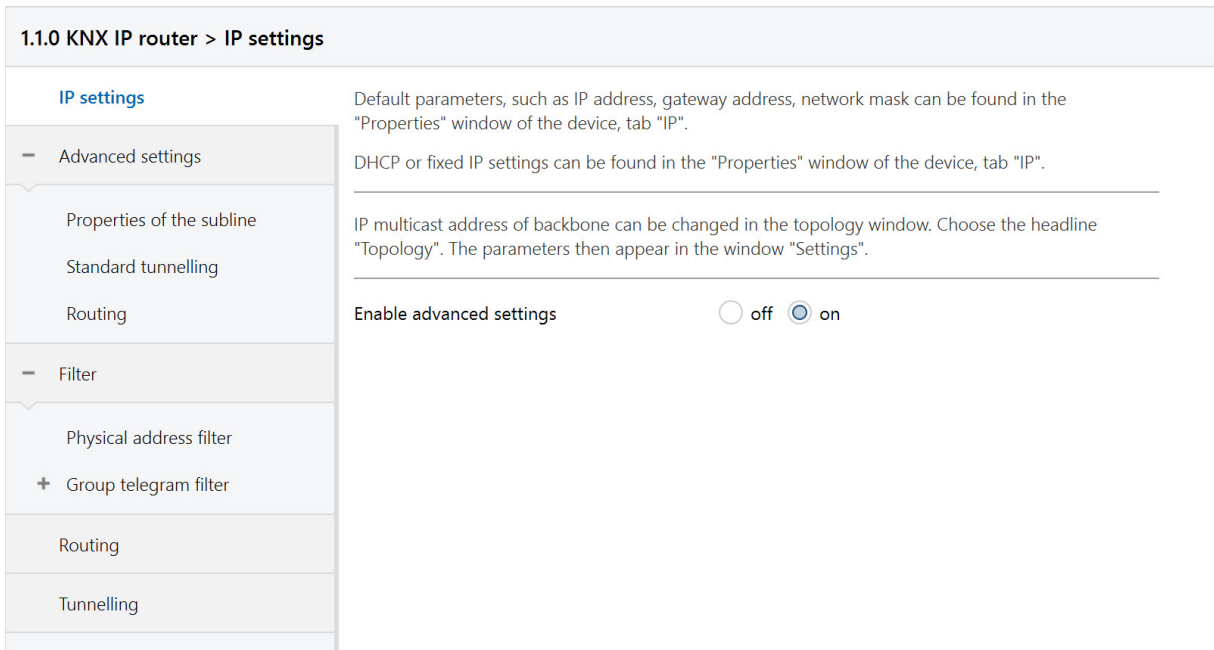 1.1.0 KNX IP router > IP settings
IP settings
Advanced settings
Properties of the subline
Standard tunnelling
Routing
Filter
Physical address filter
Group telegram filter
Routing
Tunnelling
Default parameters, such as IP address, gateway address, network mask can be found in the
"Properties" window of the device, tab "IP".
DHCP or fixed IP settings can be found in the "Properties" window of the device, tab "IP".
IP multicast address of backbone can be changed in the topology window. Choose the headline
"Topology". The parameters then appear in the window "Settings".
Enable advanced settings off on